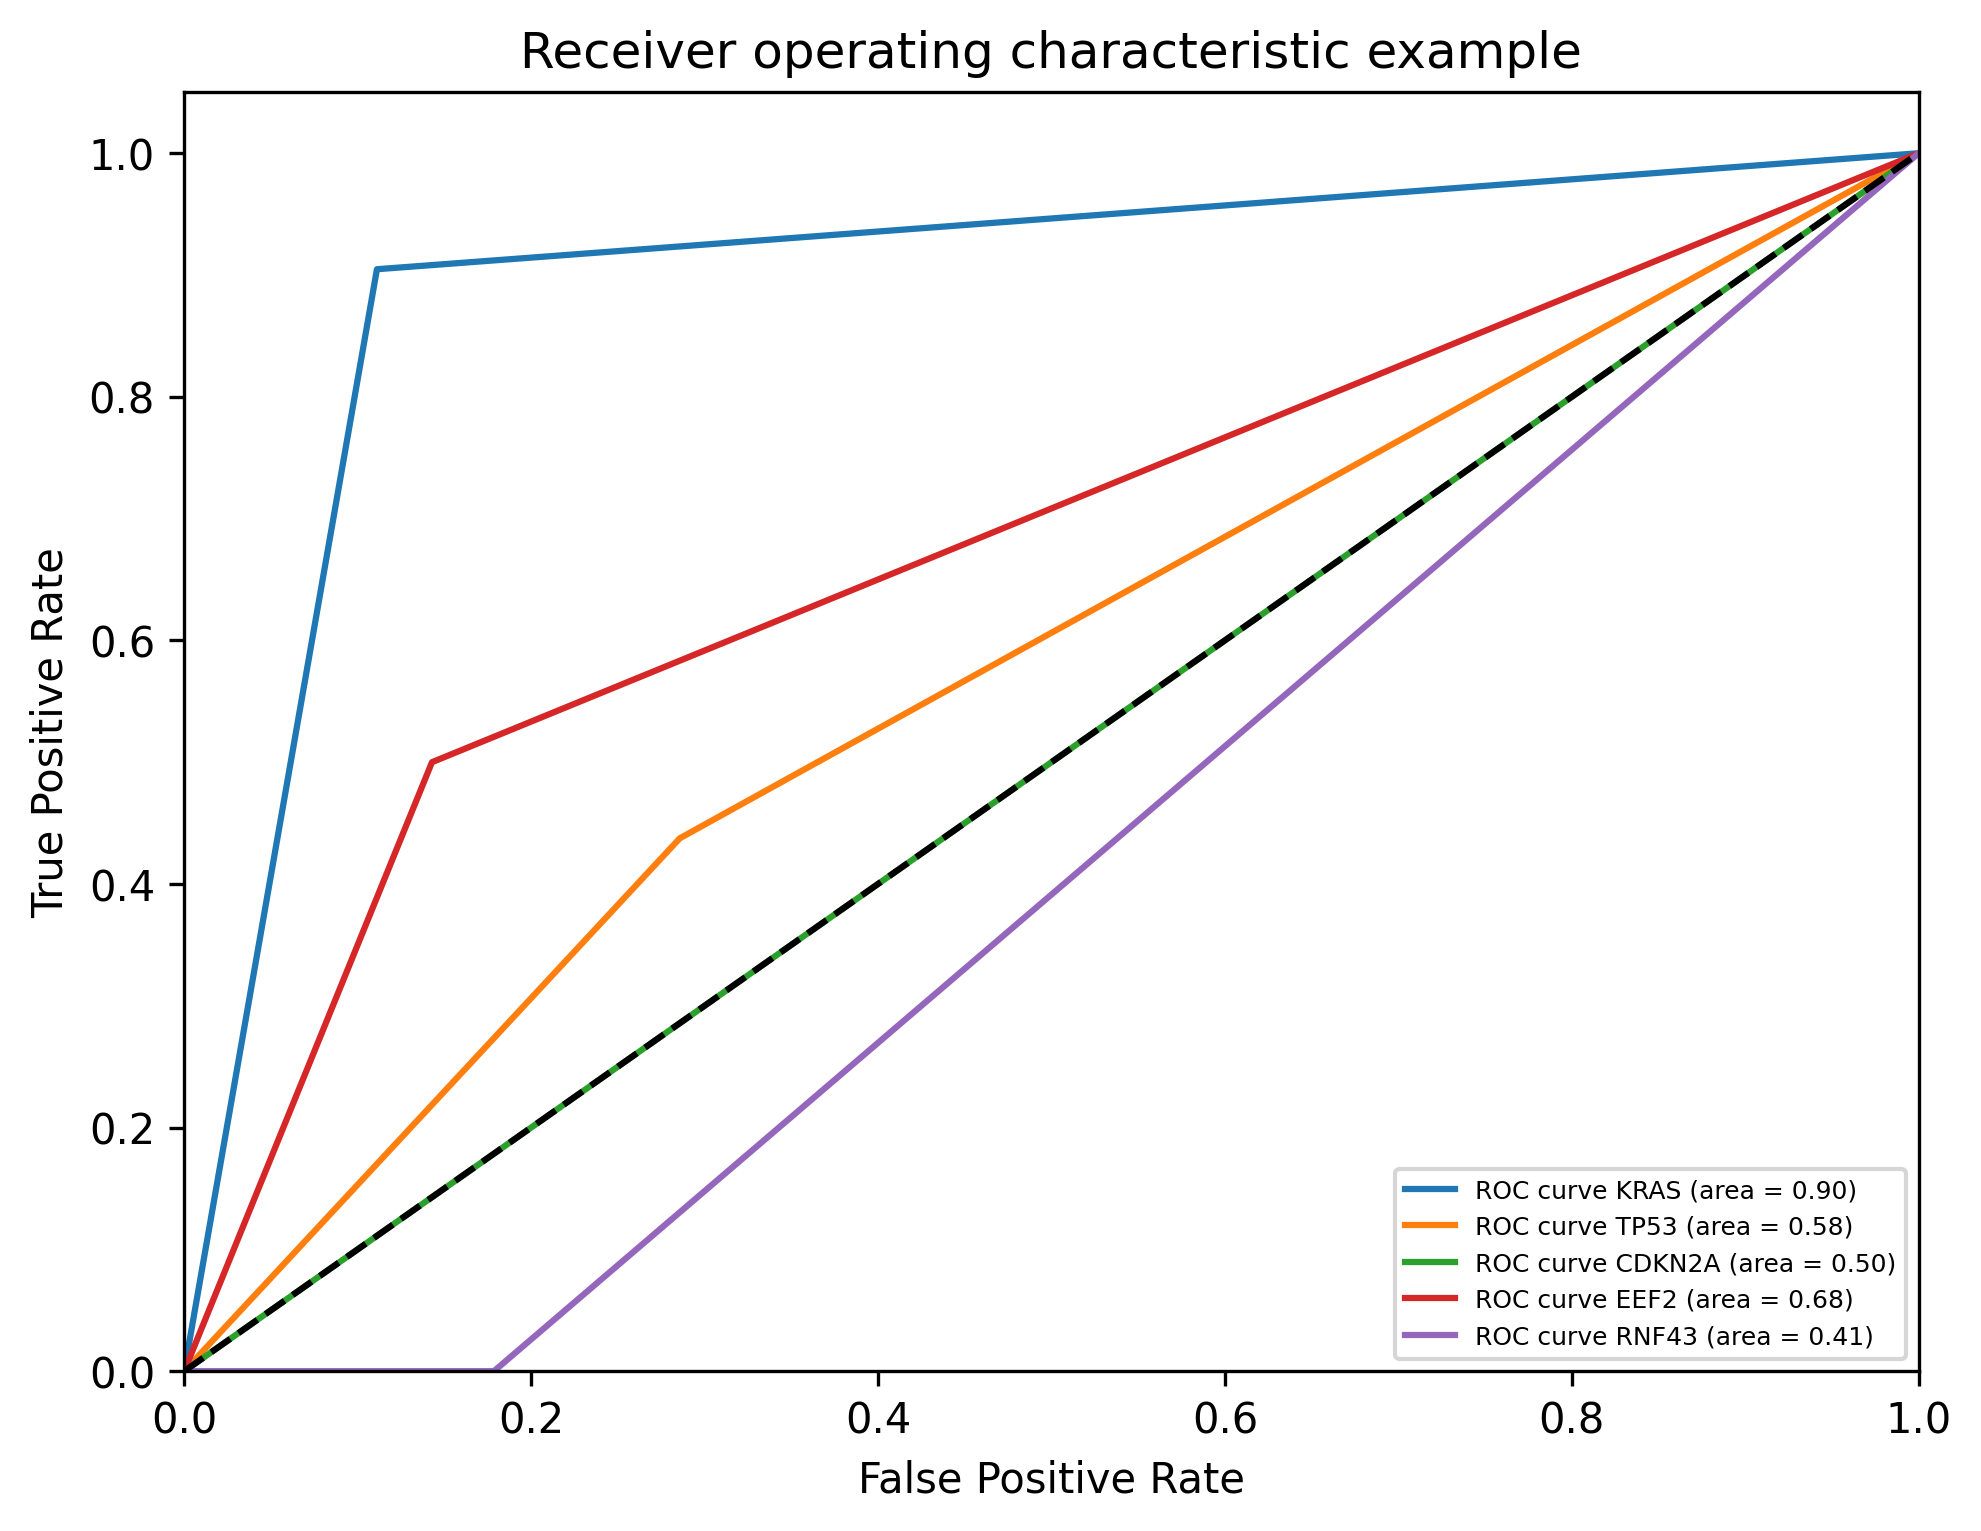 Receiver operating characteristic example
True Positive Rate
1.0
0.8
0.6
0.4
0.2
0.0
0.0 0.2 0.4 0.6 0.8 1.0
False Positive Rate
ROC curve KRAS (area = 0.90)
ROC curve TP53 (area = 0.58)
ROC curve CDKN2A (area = 0.50)
ROC curve EEF2 (area = 0.68)
ROC curve RNF43 (area = 0.41)